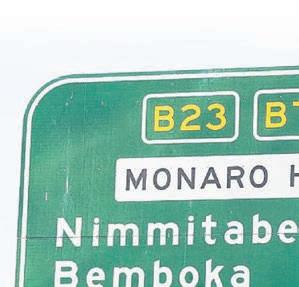 B23 B
MONARO H
Nimmitabe
Bemboka